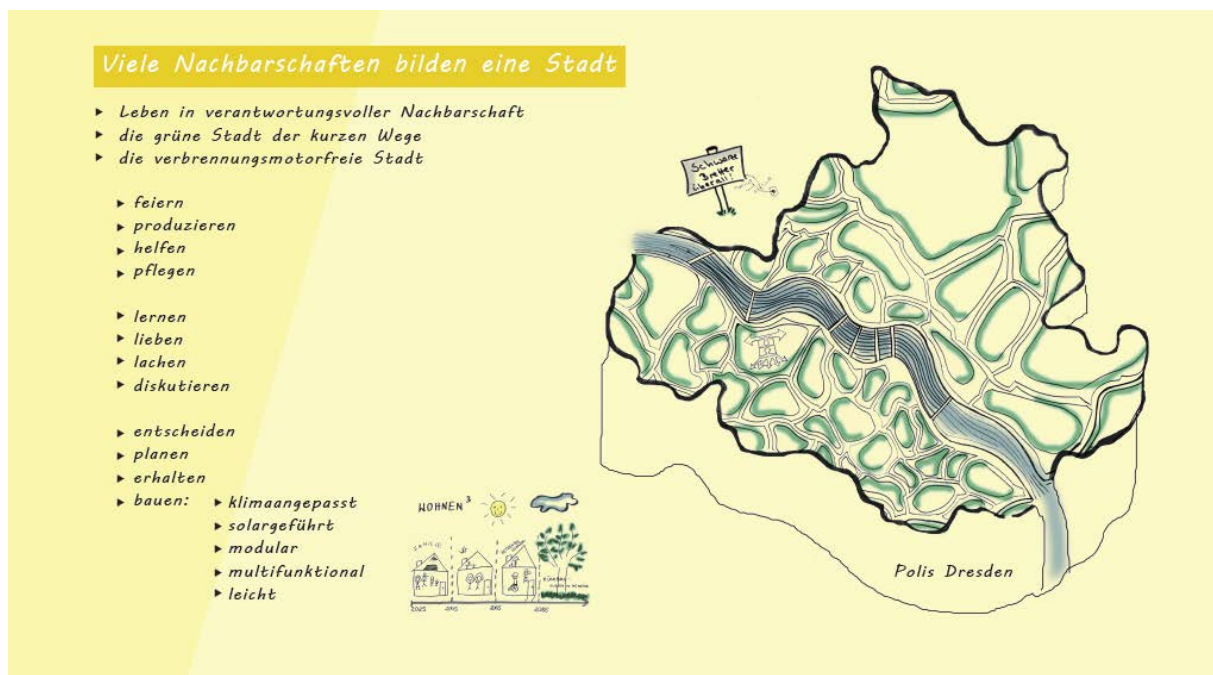 Viele Nachbarschaften bilden eine Stadt
Leben in verantwortungsvoller Nachbarschaft
die grüne Stadt der kurzen Wege
die verbrennungsmotorfreie Stadt
feiern
produzieren
helfen
pflegen
lernen
lieben
lachen
diskutieren
entscheiden
planen
erhalten
bauen:
klimaangepasst
solargeführt
modular
multifunktional
leicht
WOHNEN³
FAMILIE
2025
Schwarze
Bretter
überall!
Polis Dresden